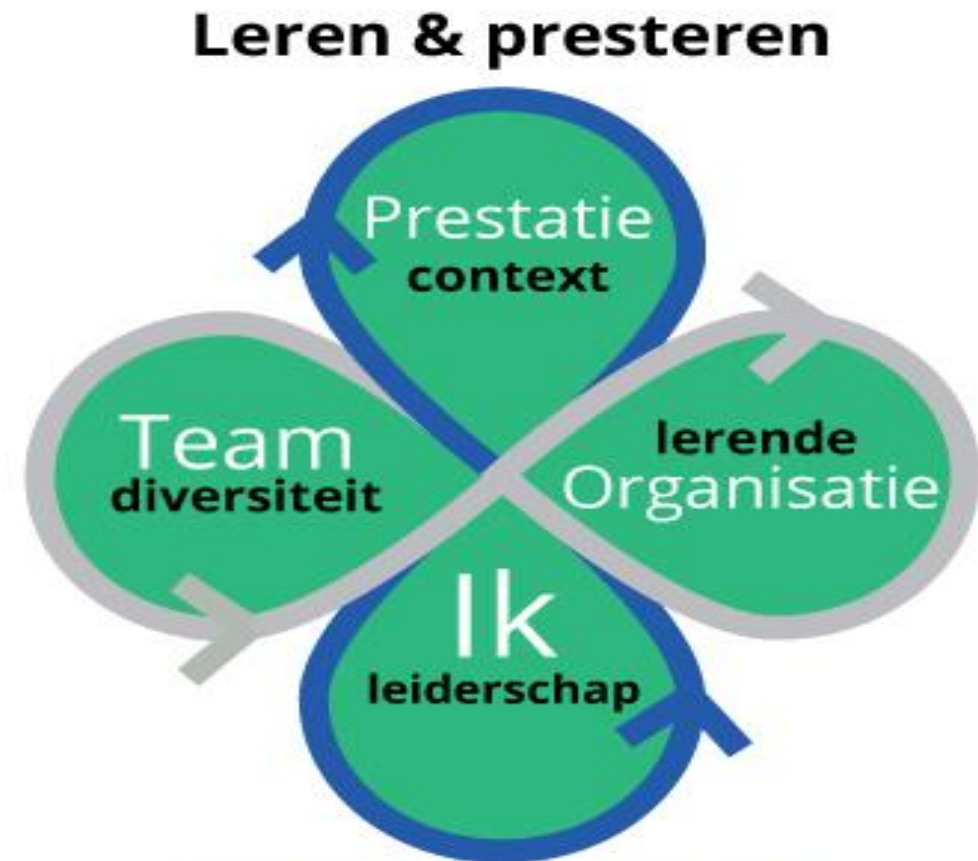 Leren & presteren
Prestatie
context
Team
diversiteit
lerende
Organisatie
Ik
leiderschap